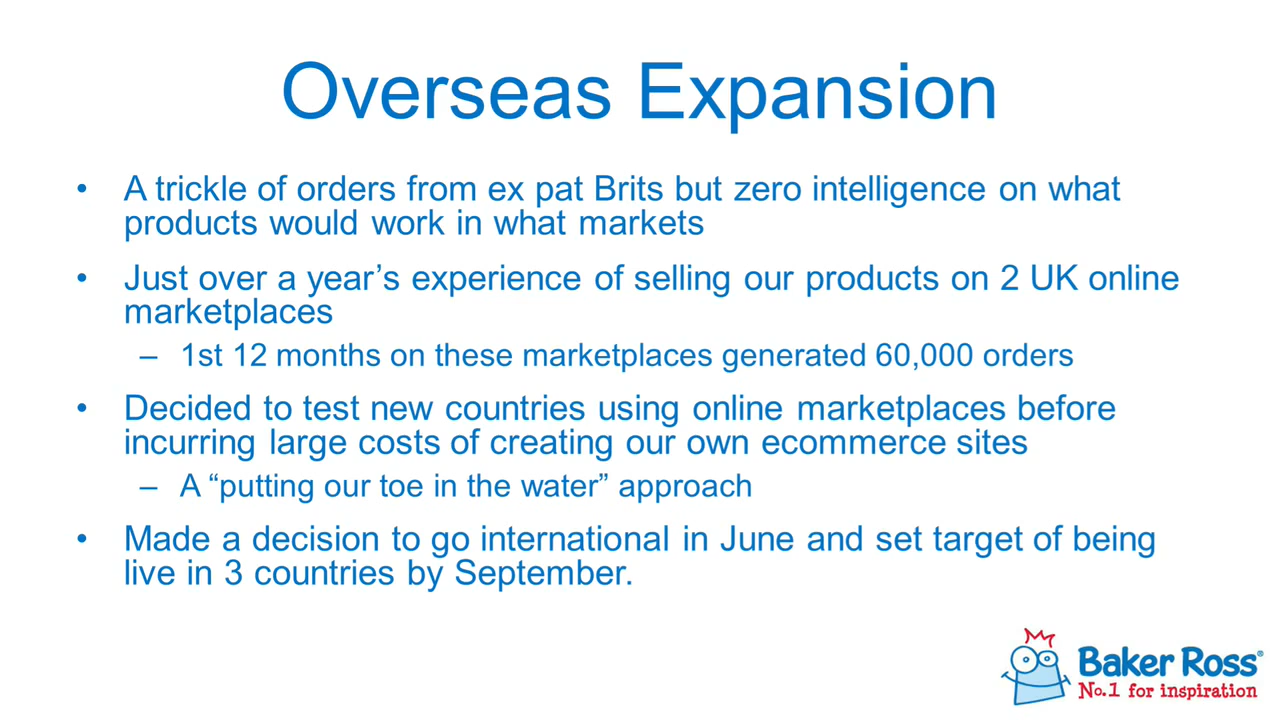 Overseas Expansion
• A trickle of orders from ex pat Brits but zero intelligence on what
products would work in what markets
• Just over a year’s experience of selling our products on 2 UK online
marketplaces
– 1st 12 months on these marketplaces generated 60,000 orders
• Decided to test new countries using online marketplaces before
incurring large costs of creating our own ecommerce sites
– A “putting our toe in the water” approach
• Made a decision to go international in June and set target of being
live in 3 countries by September.
Baker Ross®
No.1 for inspiration